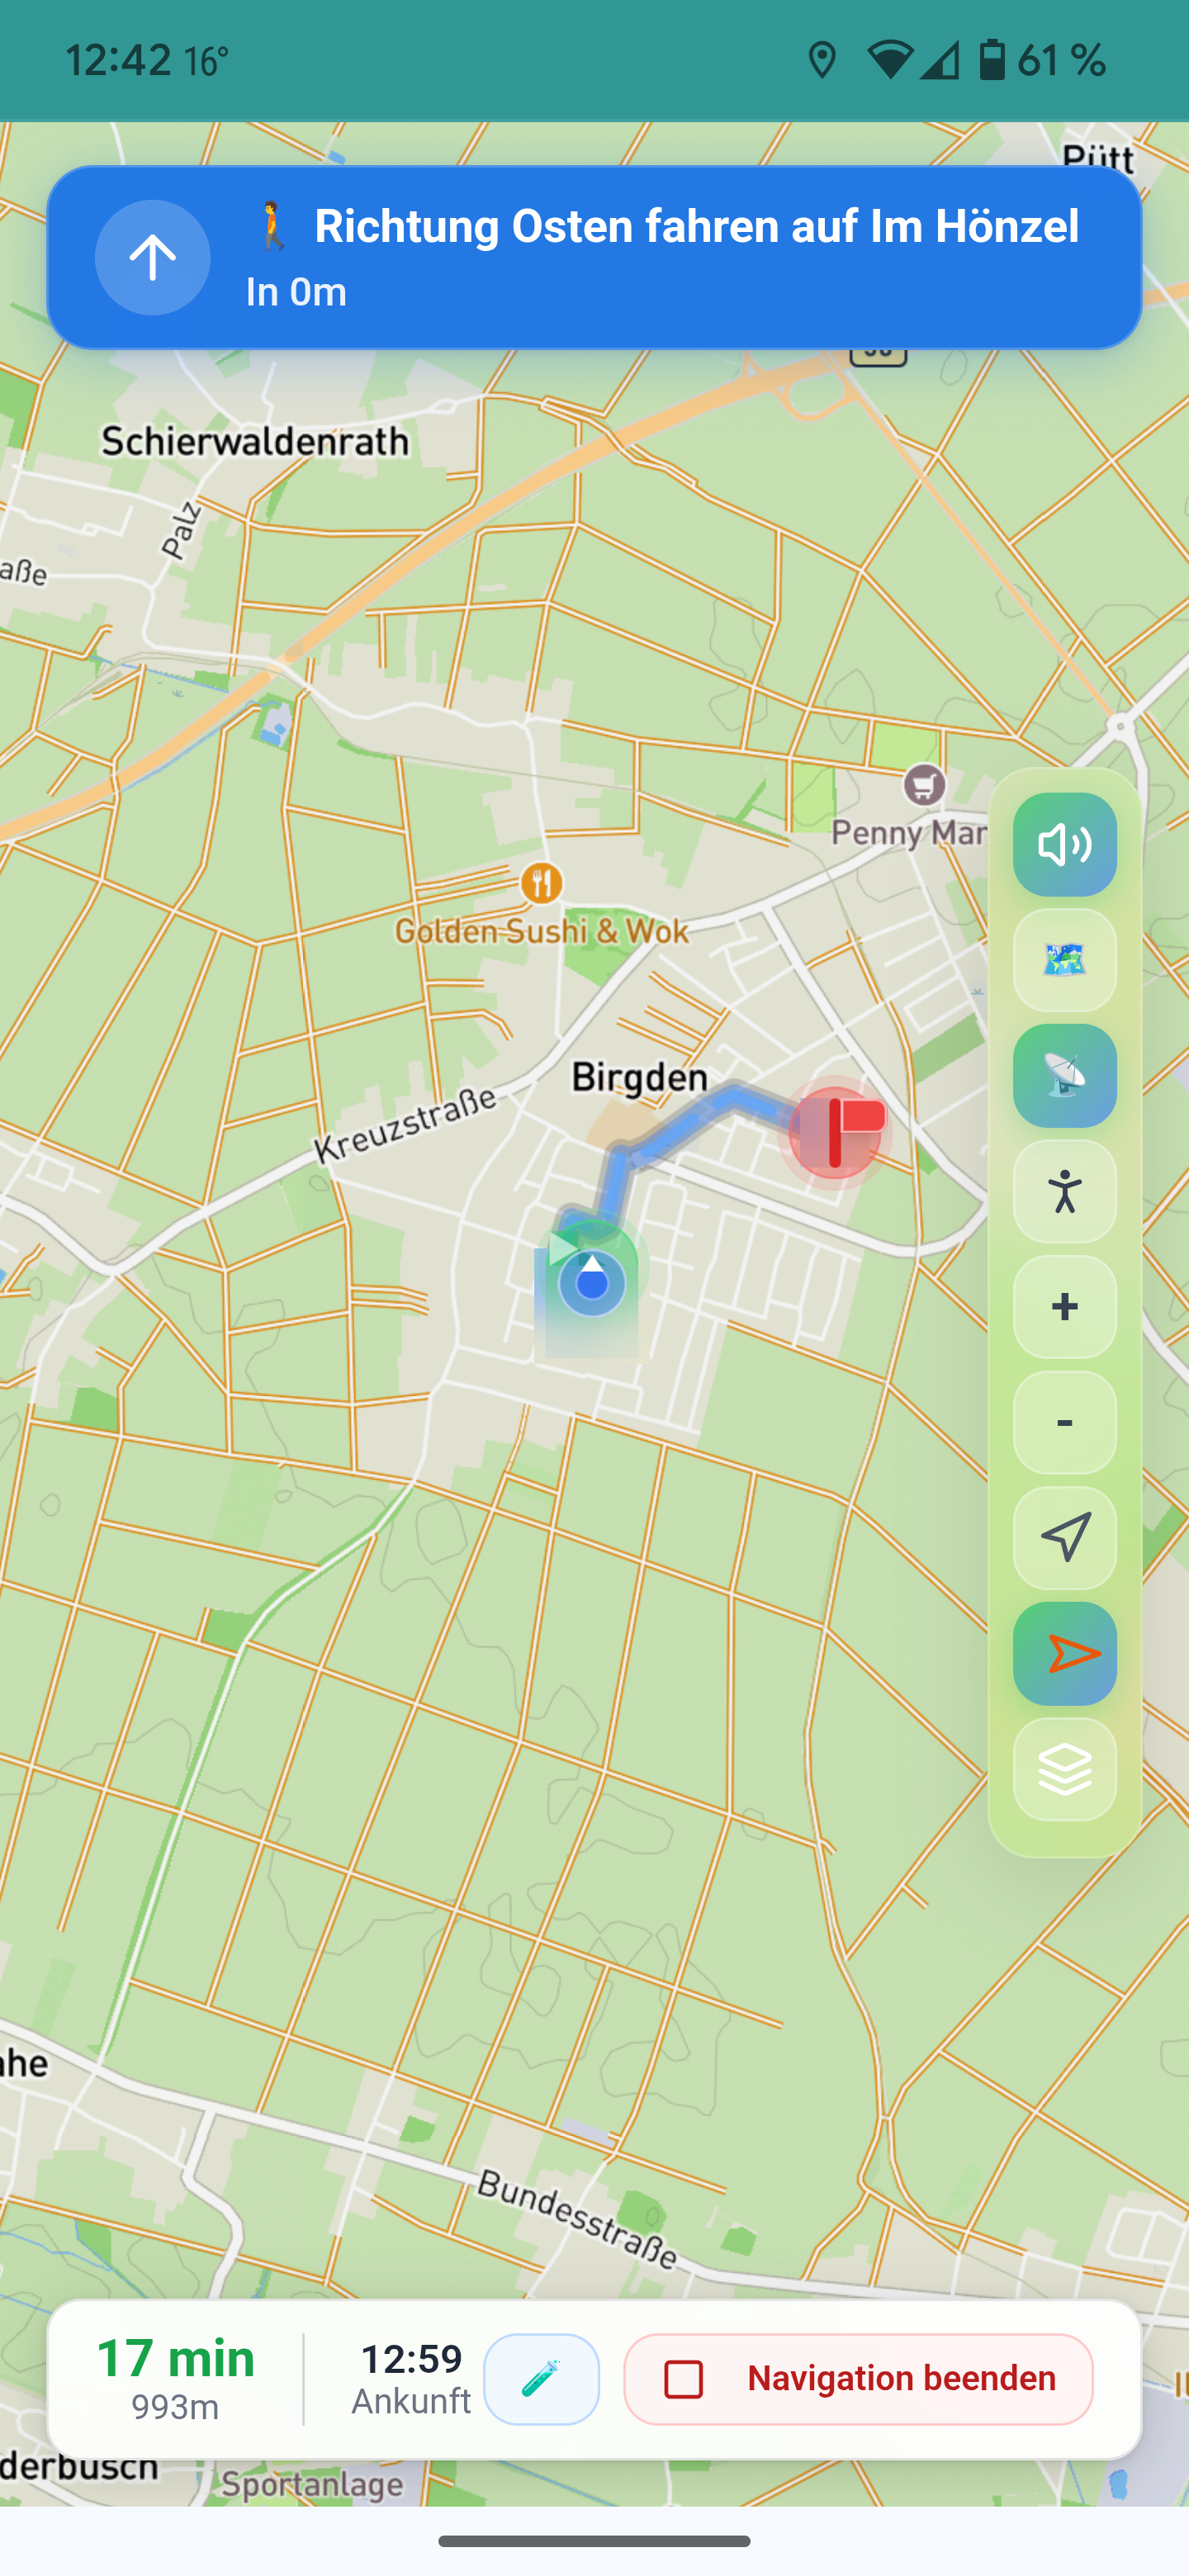 12:42 16° 61 %
Pütt
Richtung Osten fahren auf Im Hönzel
In 0m
Schierwaldenrath
Palz
aße
Penny Mar
Golden Sushi & Wok
Birgden
Kreuzstraße
+
-
ahe
Bundesstraße
17 min
993m
12:59
Ankunft
Navigation beenden
derbusch
Sportanlage